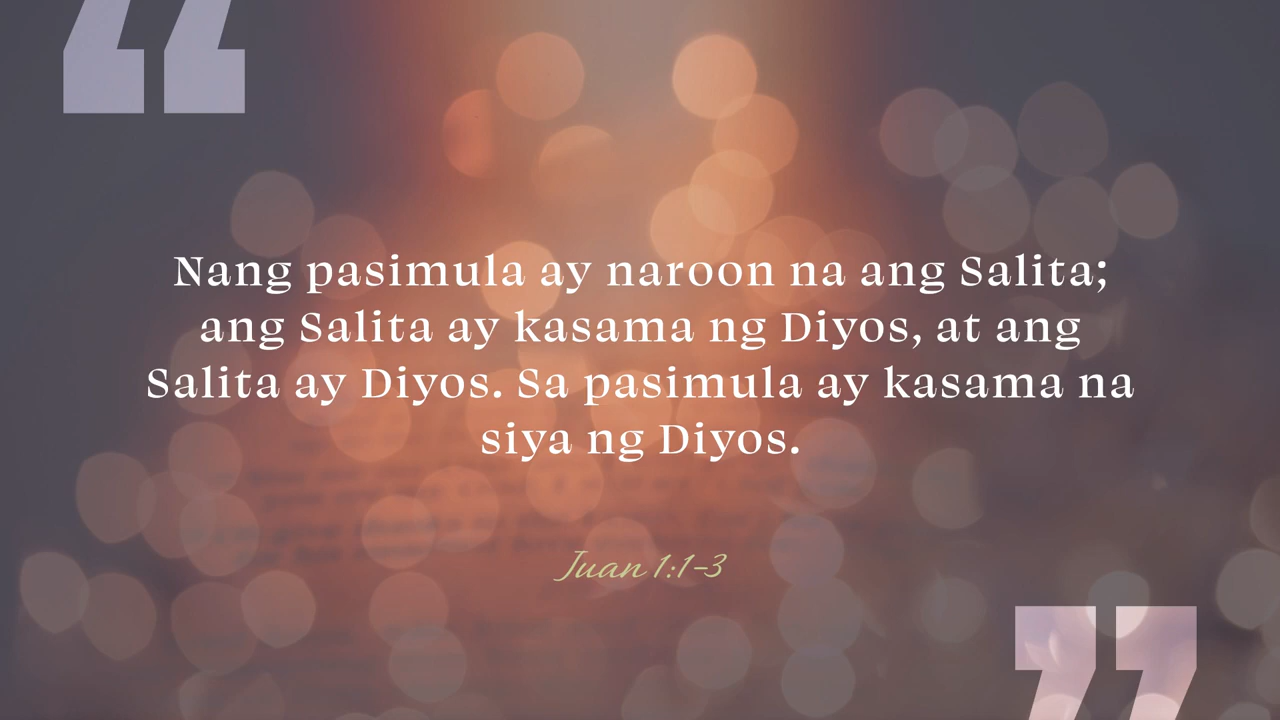 “
Nang pasimula ay naroon na ang Salita;
ang Salita ay kasama ng Diyos, at ang
Salita ay Diyos. Sa pasimula ay kasama na
siya ng Diyos.
Juan 1:1-3
”